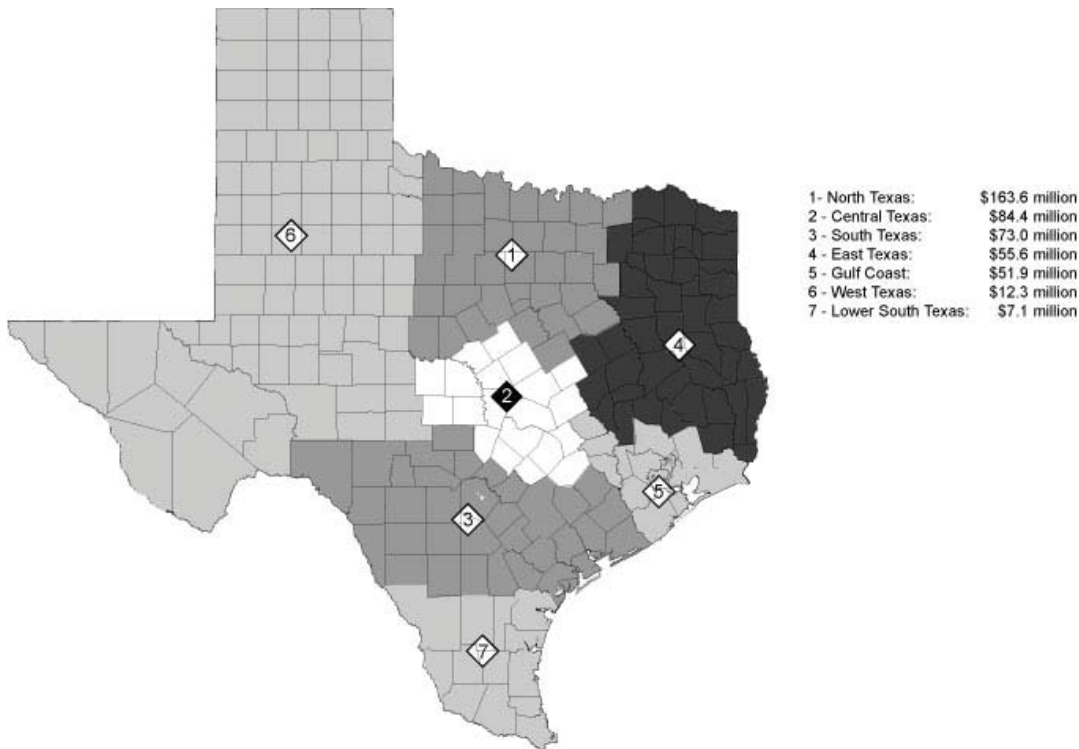 6
1
4
2
5
3
7
1- North Texas: $163.6 million
2 - Central Texas: $84.4 million
3 - South Texas: $73.0 million
4 - East Texas: $55.6 million
5 - Gulf Coast: $51.9 million
6 - West Texas: $12.3 million
7 - Lower South Texas: $7.1 million